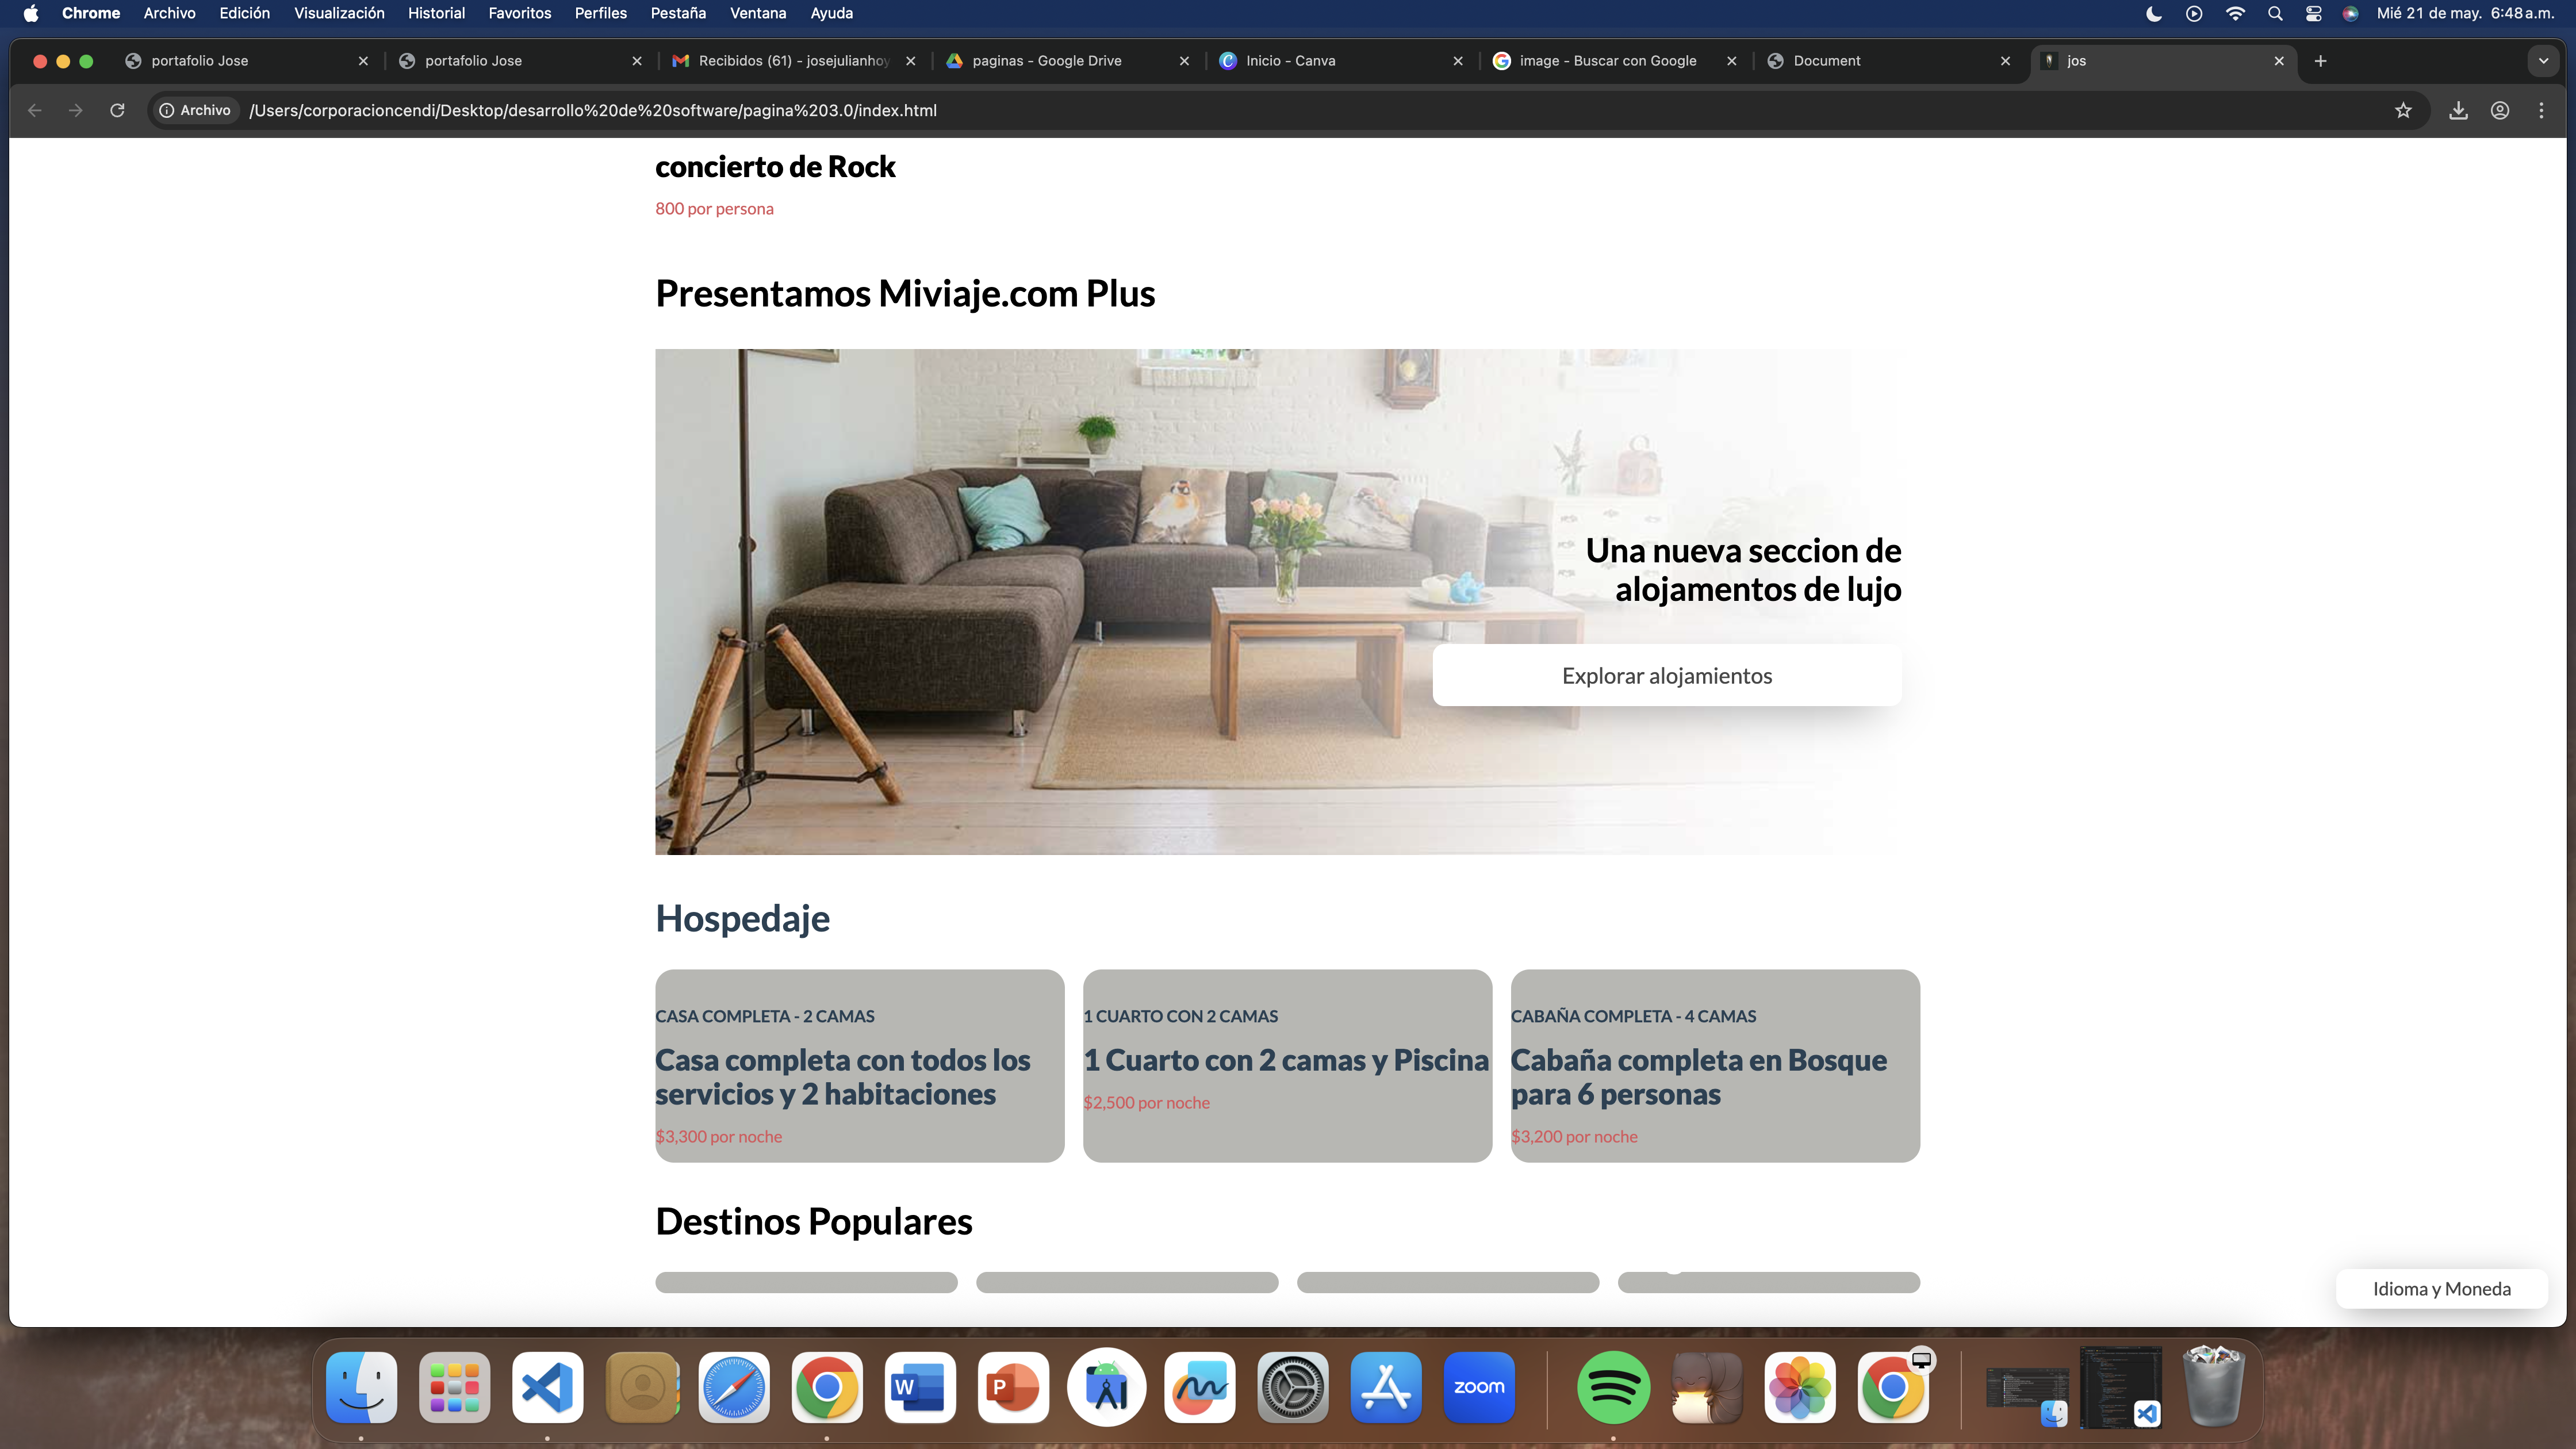 Chrome Archivo Edición Visualización Historial Favoritos Perfiles Pestaña Ventana Ayuda Mié 21 de may. 6:48 a.m.
portafolio Jose portafolio Jose Recibidos (61) - josejulianhoy paginas - Google Drive Inicio - Canva image - Buscar con Google Document jos
Archivo /Users/corporacioncendi/Desktop/desarrollo%20de%20software/pagina%203.0/index.html
concierto de Rock
800 por persona
Presentamos Miviaje.com Plus
Una nueva seccion de
alojamentos de lujo
Explorar alojamientos
Hospedaje
CASA COMPLETA - 2 CAMAS
Casa completa con todos los
servicios y 2 habitaciones
$3,300 por noche
1 CUARTO CON 2 CAMAS
1 Cuarto con 2 camas y Piscina
$2,500 por noche
CABAÑA COMPLETA - 4 CAMAS
Cabaña completa en Bosque
para 6 personas
$3,200 por noche
Destinos Populares
Idioma y Moneda
W P zoom